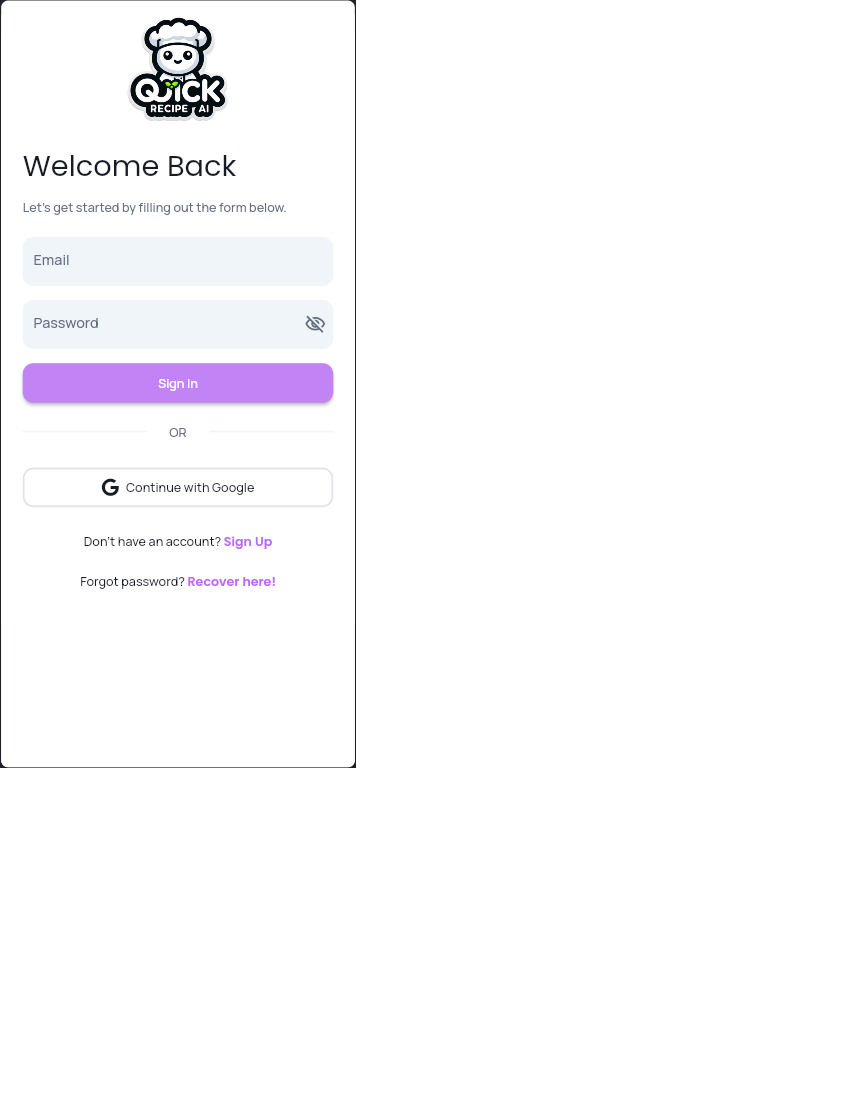 QUICK
RECIPE AI
Welcome Back
Let's get started by filling out the form below.
Email
Password
Sign In
OR
G Continue with Google
Don't have an account? Sign Up
Forgot password? Recover here!